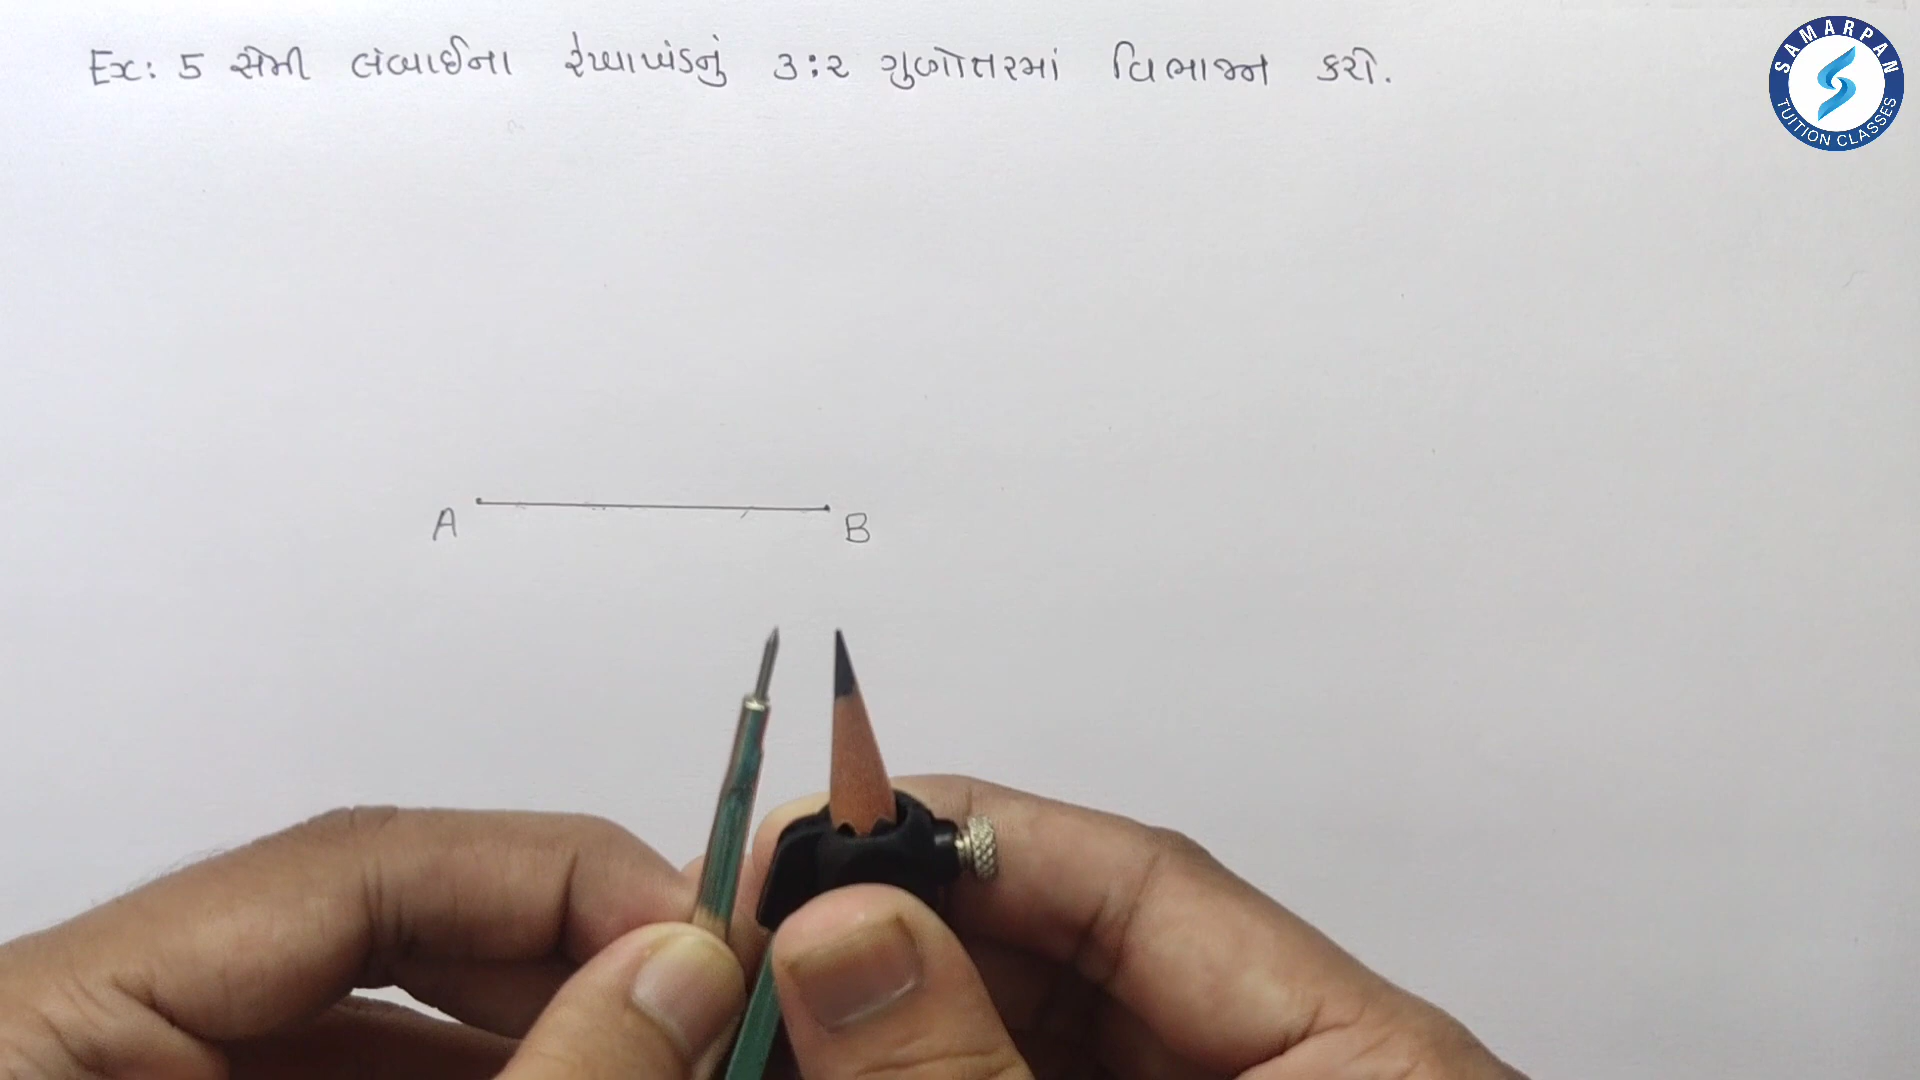 Ex: 5 સેમી લંબાઈના રેખાખંડનું ૩:૨ ગુણોત્તરમાં વિભાજન કરો.
SAMARPAN
TUITION CLASSES
A B